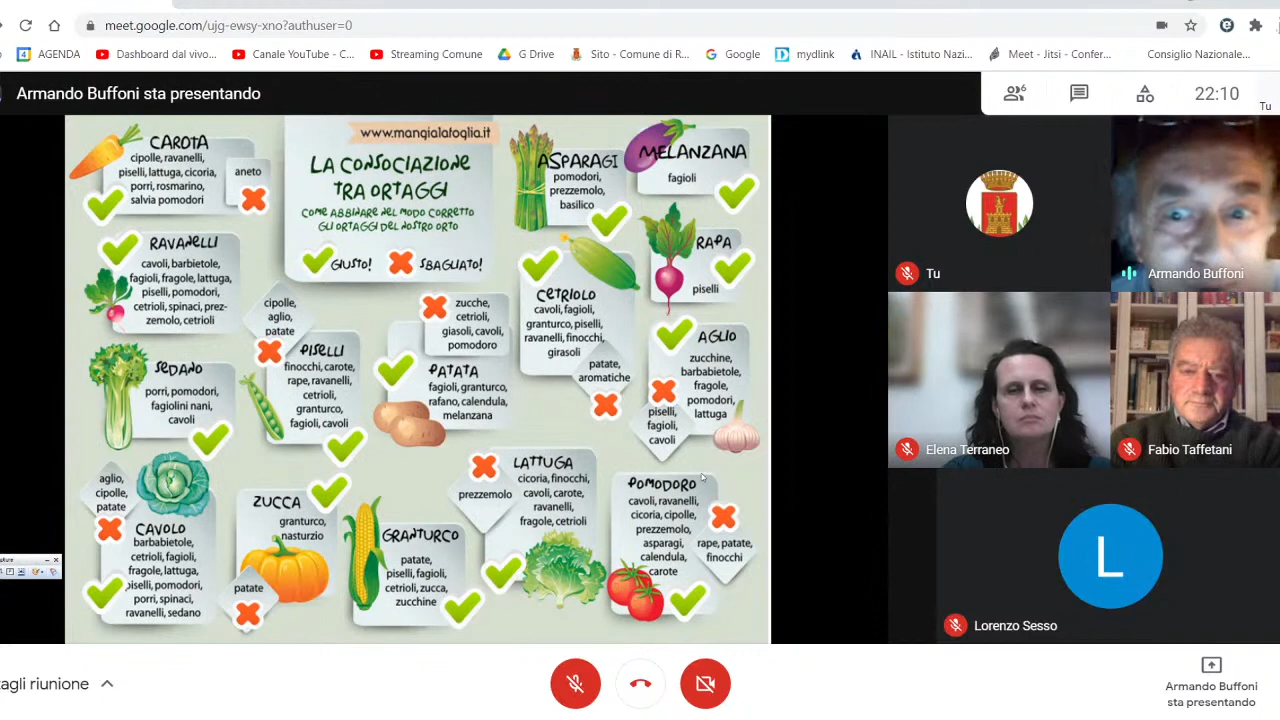 meet.google.com/ujg-ewsy-xno?authuser=0
AGENDA
Dashboard dal vivo...
Canale YouTube - C...
Streaming Comune
G Drive
Sito - Comune di R...
Google
mydlink
INAIL - Istituto Nazi...
Meet - Jitsi - Confer...
Consiglio Nazionale...
Armando Buffoni sta presentando
6
22:10
Tu
www.mangialafoglia.it
LA CONSOCIAZIONE
TRA ORTAGGI
COME ABBINARE NEL MODO CORRETTO
GLI ORTAGGI DEL NOSTRO ORTO
GIUSTO!
SBAGLIATO!
CAROTA
cipolle, ravanelli,
piselli, lattuga, cicoria,
porri, rosmarino,
salvia pomodori
aneto
ASPARAGI
pomodori,
prezzemolo,
basilico
MELANZANA
fagioli
RAVANELLI
cavoli, barbietole,
fagioli, fragole, lattuga,
piselli, pomodori,
cetrioli, spinaci, prez-
zemolo, cetrioli
cipolle,
aglio,
patate
PISELLI
finocchi, carote,
rape, ravanelli,
cetrioli,
granturco,
fagioli, cavoli
zucche,
cetrioli,
giasoli, cavoli,
pomodoro
PATATA
fagioli, granturco,
rafano, calendula,
melanzana
CETRIOLO
cavoli, fagioli,
granturco, piselli,
ravanelli, finocchi,
girasoli
patate,
aromatiche
RAPA
piselli
AGLIO
zucchine,
barbabietole,
fragole,
pomodori,
lattuga
piselli,
fagioli,
cavoli
SEDANO
porri, pomodori,
fagiolini nani,
cavoli
aglio,
cipolle,
patate
CAVOLO
barbabietole,
cetrioli, fagioli,
fragole, lattuga,
piselli, pomodori,
porri, spinaci,
ravanelli, sedano
ZUCCA
granturco,
nasturzio
patate
GRANTURCO
patate,
piselli, fagioli,
cetrioli, zucca,
zucchine
LATTUGA
prezzemolo
cicoria, finocchi,
cavoli, carote,
ravanelli,
fragole, cetrioli
POMODORO
cavoli, ravanelli,
cicoria, cipolle,
prezzemolo,
asparagi,
calendula,
carote
rape, patate,
finocchi
Tu
Armando Buffoni
Elena Terraneo
Fabio Taffetani
L
Lorenzo Sesso
tagli riunione
Armando Buffoni
sta presentando